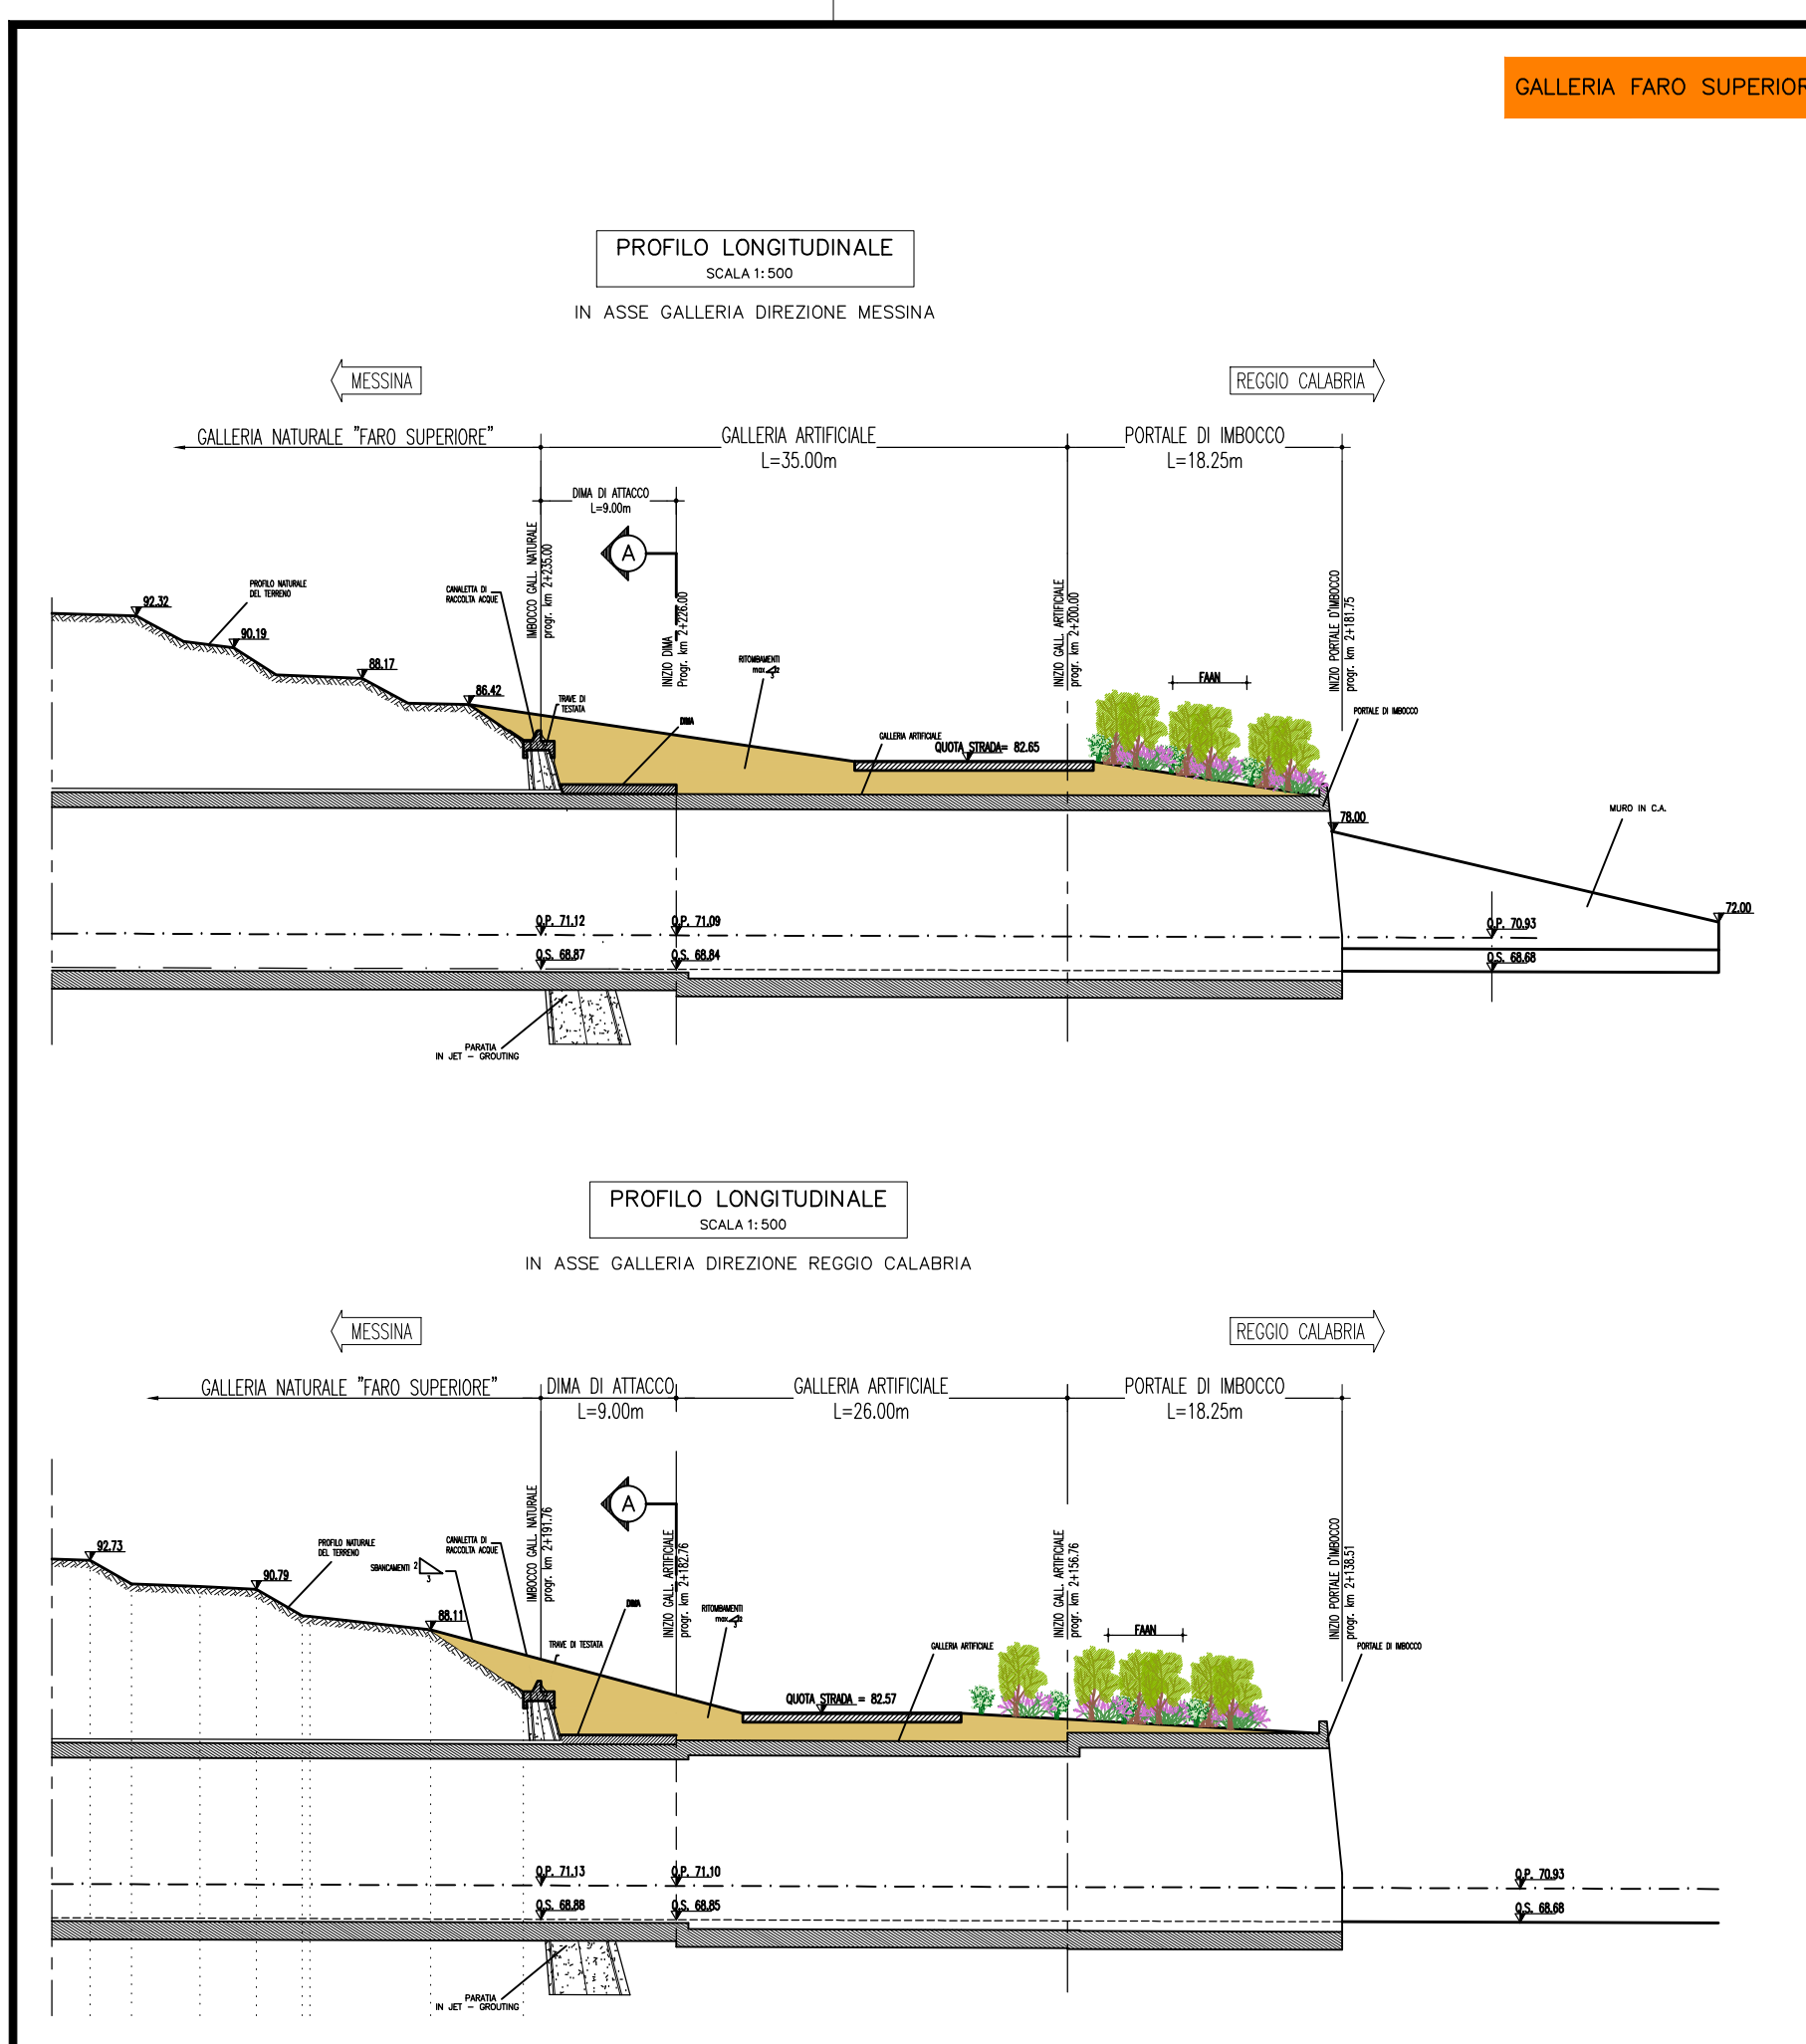 GALLERIA FARO SUPERIOR
PROFILO LONGITUDINALE
SCALA 1:500
IN ASSE GALLERIA DIREZIONE MESSINA
MESSINA
REGGIO CALABRIA
GALLERIA NATURALE "FARO SUPERIORE"
GALLERIA ARTIFICIALE
L=35.00m
PORTALE DI IMBOCCO
L=18.25m
DIMA DI ATTACCO
L=9.00m
A
IMBOCCO GALL. NATURALE
progr. km 2+235.00
INIZIO DIMA
Progr. km 2+226.00
INIZIO GALL. ARTIFICIALE
progr. km 2+200.00
INIZIO PORTALE D'IMBOCCO
progr. km 2+181.75
PROFILO NATURALE
DEL TERRENO
CANALETTA DI
RACCOLTA ACQUE
92.32
90.19
88.17
86.42
TRAVE DI
TESTATA
DIMA
RITOMBAMENTI
max 2
3
GALLERIA ARTIFICIALE
QUOTA STRADA= 82.65
FAAN
PORTALE DI IMBOCCO
78.00
MURO IN C.A.
72.00
Q.P. 71.12
Q.P. 71.09
Q.P. 70.93
Q.S. 68.87
Q.S. 68.84
Q.S. 68.68
PARATIA
IN JET - GROUTING
PROFILO LONGITUDINALE
SCALA 1:500
IN ASSE GALLERIA DIREZIONE REGGIO CALABRIA
MESSINA
REGGIO CALABRIA
GALLERIA NATURALE "FARO SUPERIORE"
DIMA DI ATTACCO
L=9.00m
GALLERIA ARTIFICIALE
L=26.00m
PORTALE DI IMBOCCO
L=18.25m
A
IMBOCCO GALL. NATURALE
progr. km 2+191.76
INIZIO GALL. ARTIFICIALE
progr. km 2+182.76
INIZIO GALL. ARTIFICIALE
progr. km 2+156.76
INIZIO PORTALE D'IMBOCCO
progr. km 2+138.51
92.73
90.79
88.11
PROFILO NATURALE
DEL TERRENO
SBANCAMENTI 2
3
CANALETTA DI
RACCOLTA ACQUE
TRAVE DI TESTATA
DIMA
RITOMBAMENTI
max 2
3
GALLERIA ARTIFICIALE
QUOTA STRADA = 82.57
FAAN
PORTALE DI IMBOCCO
Q.P. 71.13
Q.P. 71.10
Q.P. 70.93
Q.S. 68.88
Q.S. 68.85
Q.S. 68.68
PARATIA
IN JET - GROUTING